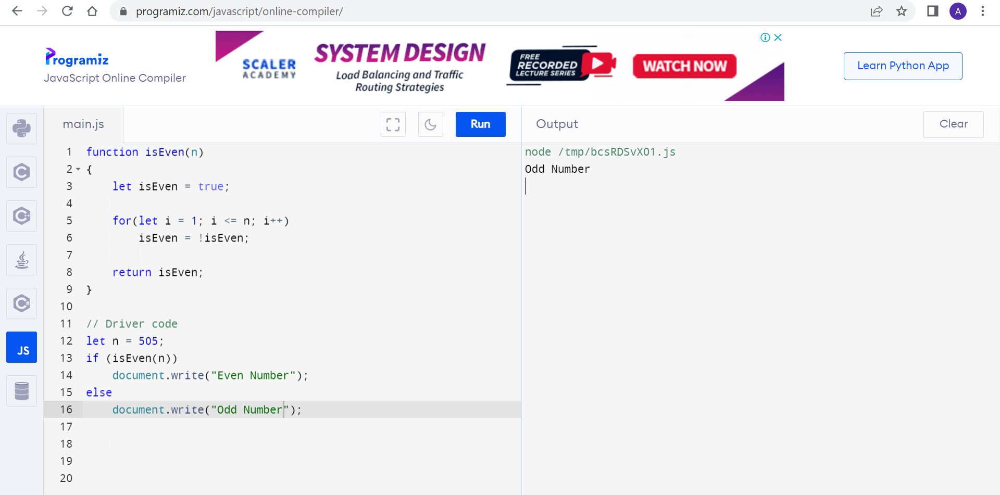 programiz.com/javascript/online-compiler/
A
Programiz
JavaScript Online Compiler
SCALER
ACADEMY
SYSTEM DESIGN
Load Balancing and Traffic
Routing Strategies
FREE
RECORDED
LECTURE SERIES
WATCH NOW
Learn Python App
main.js
Run
Output
Clear
1 function isEven(n)
2 {
3     let isEven = true;
4
5     for(let i = 1; i <= n; i++)
6         isEven = !isEven;
7
8     return isEven;
9 }
10
11 // Driver code
12 let n = 505;
13 if (isEven(n))
14     document.write("Even Number");
15 else
16     document.write("Odd Number");
17
18
19
20
node /tmp/bcsRDSvXO1.js
Odd Number
C
C++
C#
JS